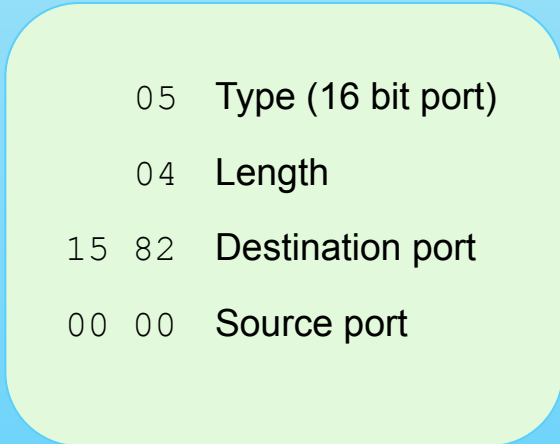 05 Type (16 bit port)
04 Length
15 82 Destination port
00 00 Source port